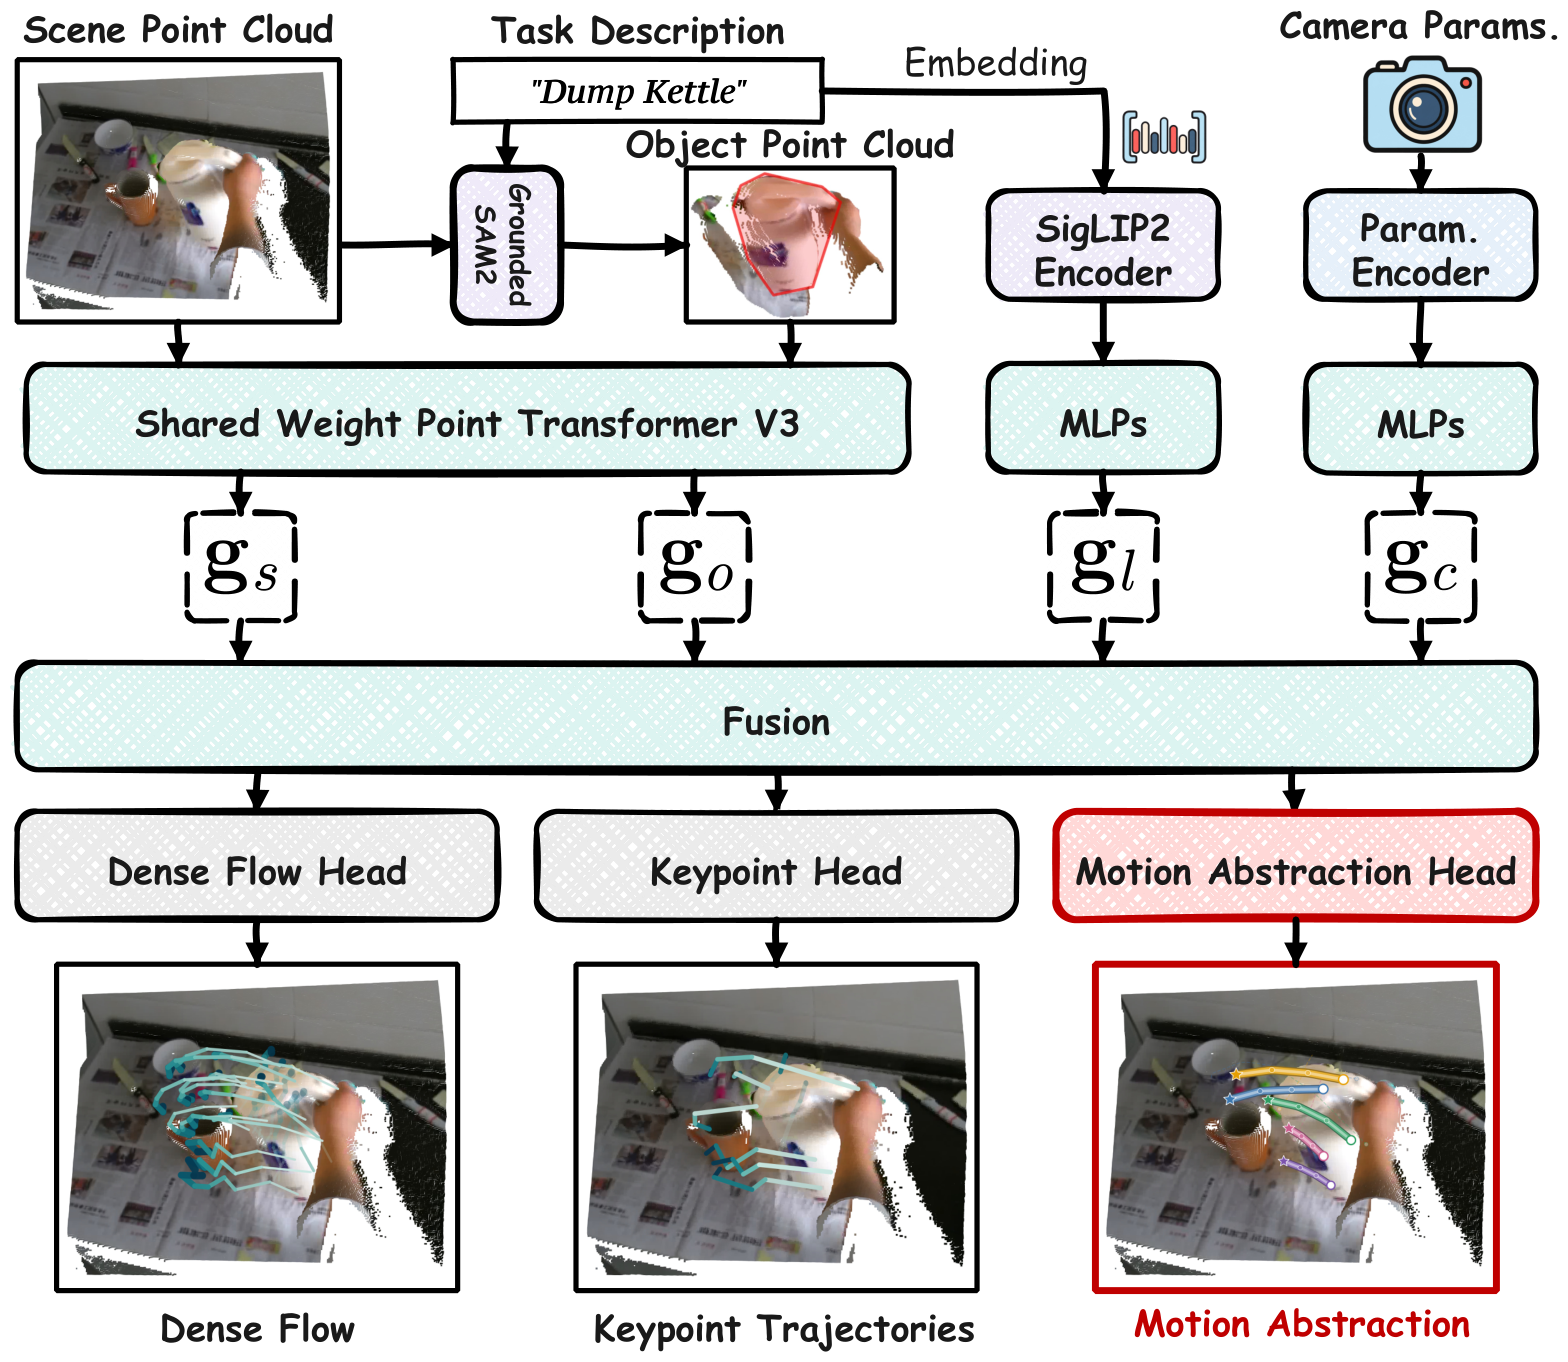 Scene Point Cloud
Task Description
Camera Params.
"Dump Kettle"
Embedding
Object Point Cloud
Grounded
SAM2
SigLIP2
Encoder
Param.
Encoder
Shared Weight Point Transformer V3
MLPs
MLPs
g_s
g_o
g_l
g_c
Fusion
Dense Flow Head
Keypoint Head
Motion Abstraction Head
Dense Flow
Keypoint Trajectories
Motion Abstraction